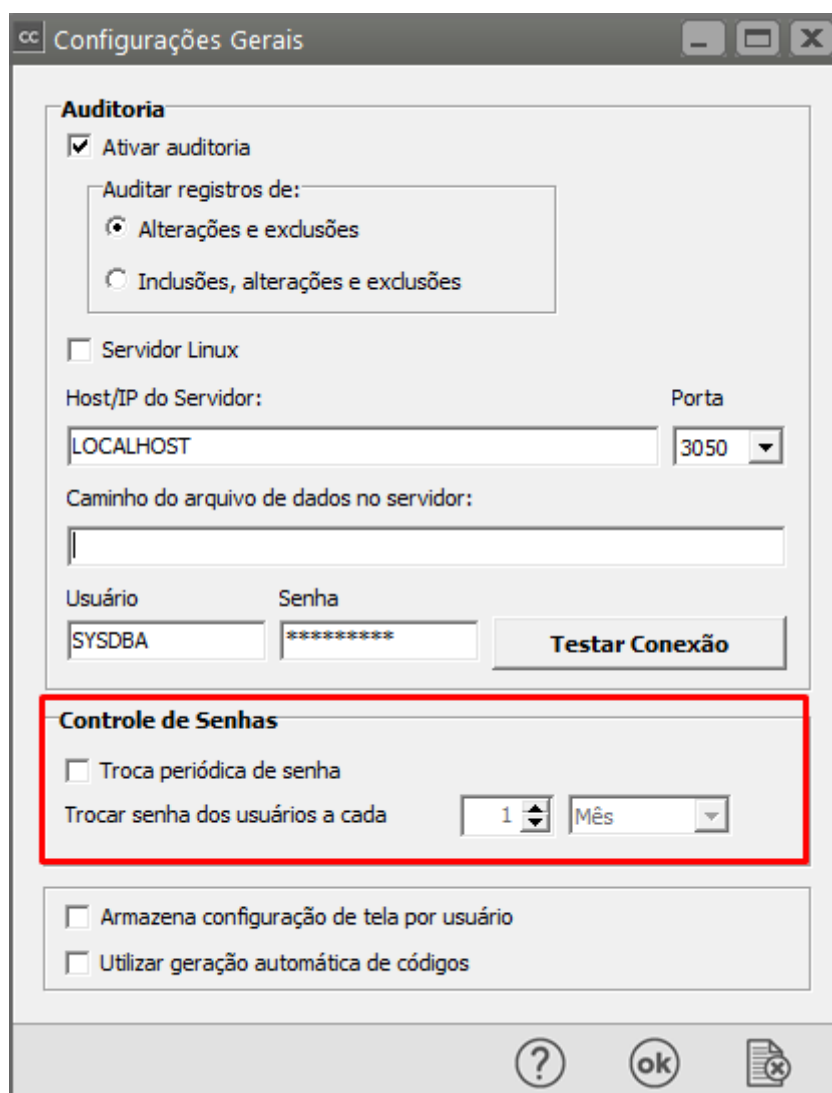 cc Configurações Gerais
Auditoria
Ativar auditoria
Auditar registros de:
Alterações e exclusões
Inclusões, alterações e exclusões
Servidor Linux
Host/IP do Servidor: Porta
LOCALHOST 3050
Caminho do arquivo de dados no servidor:
Usuário Senha
SYSDBA ********* Testar Conexão
Controle de Senhas
Troca periódica de senha
Trocar senha dos usuários a cada 1 Mês
Armazena configuração de tela por usuário
Utilizar geração automática de códigos
? ok